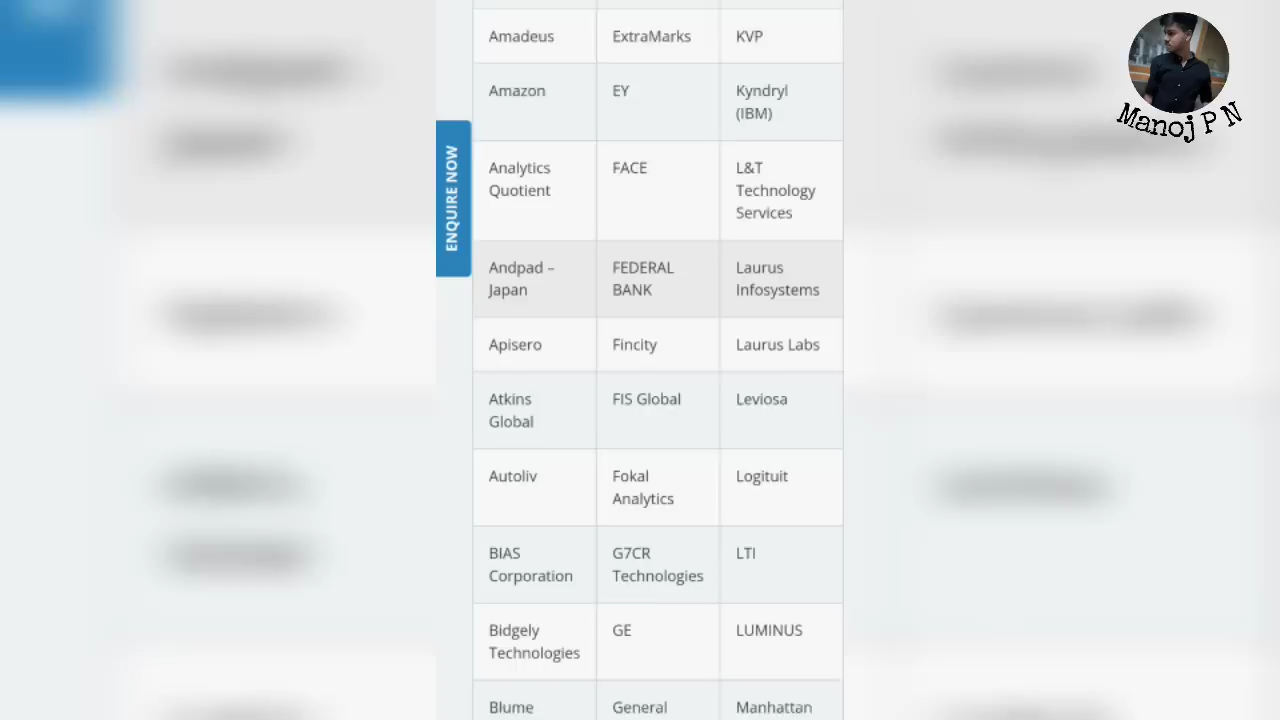 Amadeus
ExtraMarks
KVP
Amazon
EY
Kyndryl
(IBM)
Analytics
Quotient
FACE
L&T
Technology
Services
Andpad –
Japan
FEDERAL
BANK
Laurus
Infosystems
Apisero
Fincity
Laurus Labs
Atkins
Global
FIS Global
Leviosa
Autoliv
Fokal
Analytics
Logituit
BIAS
Corporation
G7CR
Technologies
LTI
Bidgely
Technologies
GE
LUMINUS
Blume
General
Manhattan
ENQUIRE NOW
Manoj P N